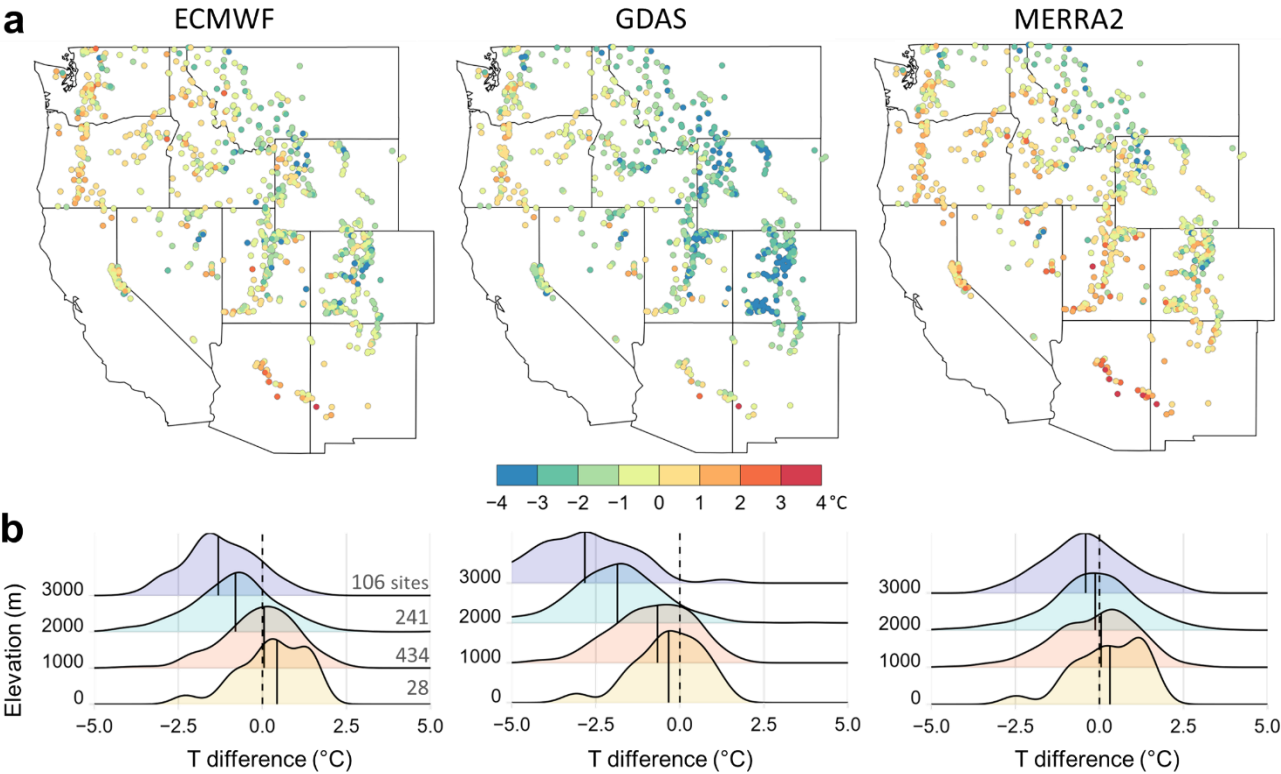 a
ECMWF GDAS MERRA2
−4 −3 −2 −1 0 1 2 3 4°C
b
Elevation (m)
3000 106 sites
2000 241
1000 434
0 28
−5.0 −2.5 0.0 2.5 5.0
T difference (°C)
3000
2000
1000
0
−5.0 −2.5 0.0 2.5 5.0
T difference (°C)
3000
2000
1000
0
−5.0 −2.5 0.0 2.5 5.0
T difference (°C)